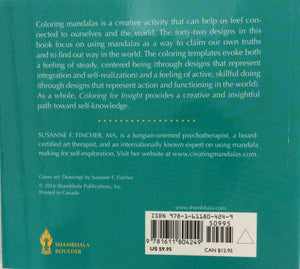 Coloring mandalas is a creative activity that can help us feel con-
nected to ourselves and the world. The forty-two designs in this
book focus on using mandalas as a way to claim our own truths
and to find our way in the world. The coloring templates evoke both
a feeling of steady, centered being (through designs that represent
integration and self-realization) and a feeling of active, skillful doing
(through designs that represent action and functioning in the world).
As a whole, Coloring for Insight provides a creative and insightful
path toward self-knowledge.
SUSANNE F. FINCHER, MA, is a Jungian-oriented psychotherapist, a board-
certified art therapist, and an internationally known expert on using mandala
making for self-exploration. Visit her website at www.creatingmandalas.com.
Cover art: Drawings by Susanne F. Fincher
© 2016 Shambhala Publications, Inc.
Printed in Canada
SHAMBHALA
BOULDER
ISBN 978-1-61180-424-9
50995
9 781611 804249
US $9.95
CAN $12.95